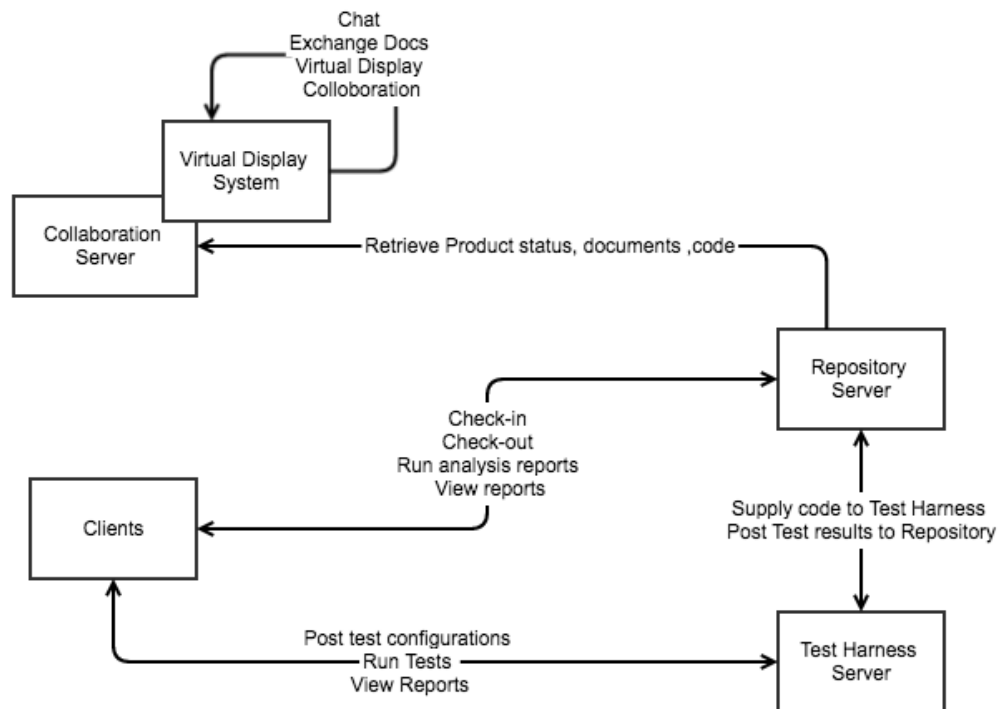 Chat
Exchange Docs
Virtual Display
Colloboration
Virtual Display
System
Collaboration
Server
Retrieve Product status, documents ,code
Repository
Server
Check-in
Check-out
Run analysis reports
View reports
Clients
Supply code to Test Harness
Post Test results to Repository
Post test configurations
Run Tests
View Reports
Test Harness
Server